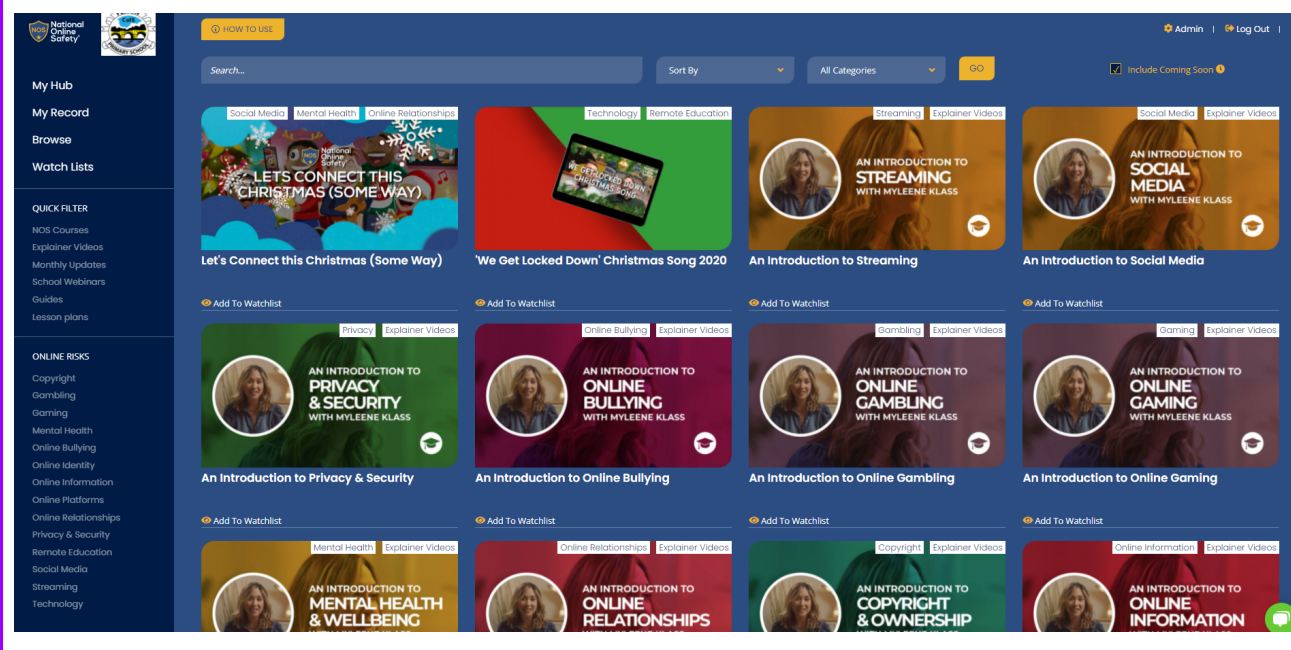 NOS National
Online
Safety
PRIMARY SCHOOL
HOW TO USE
Admin | Log Out |
Search...
Sort By
All Categories
GO
Include Coming Soon
My Hub
My Record
Browse
Watch Lists
QUICK FILTER
NOS Courses
Explainer Videos
Monthly Updates
School Webinars
Guides
Lesson plans
ONLINE RISKS
Copyright
Gambling
Gaming
Mental Health
Online Bullying
Online Identity
Online Information
Online Platforms
Online Relationships
Privacy & Security
Remote Education
Social Media
Streaming
Technology
Social Media Mental Health Online Relationships
NOS National
Online
Safety
LETS CONNECT THIS
CHRISTMAS (SOME WAY)
Let's Connect this Christmas (Some Way)
Add To Watchlist
Technology Remote Education
WE GET LOCKED DOWN
CHRISTMAS SONG
'We Get Locked Down' Christmas Song 2020
Add To Watchlist
Streaming Explainer Videos
AN INTRODUCTION TO
STREAMING
WITH MYLEENE KLASS
An Introduction to Streaming
Add To Watchlist
Social Media Explainer Videos
AN INTRODUCTION TO
SOCIAL
MEDIA
WITH MYLEENE KLASS
An Introduction to Social Media
Add To Watchlist
Privacy Explainer Videos
AN INTRODUCTION TO
PRIVACY
& SECURITY
WITH MYLEENE KLASS
An Introduction to Privacy & Security
Add To Watchlist
Online Bullying Explainer Videos
AN INTRODUCTION TO
ONLINE
BULLYING
WITH MYLEENE KLASS
An Introduction to Online Bullying
Add To Watchlist
Gambling Explainer Videos
AN INTRODUCTION TO
ONLINE
GAMBLING
WITH MYLEENE KLASS
An Introduction to Online Gambling
Add To Watchlist
Gaming Explainer Videos
AN INTRODUCTION TO
ONLINE
GAMING
WITH MYLEENE KLASS
An Introduction to Online Gaming
Add To Watchlist
Mental Health Explainer Videos
AN INTRODUCTION TO
MENTAL HEALTH
& WELLBEING
Online Relationships Explainer Videos
AN INTRODUCTION TO
ONLINE
RELATIONSHIPS
Copyright Explainer Videos
AN INTRODUCTION TO
COPYRIGHT
& OWNERSHIP
Online Information Explainer Videos
AN INTRODUCTION TO
ONLINE
INFORMATION